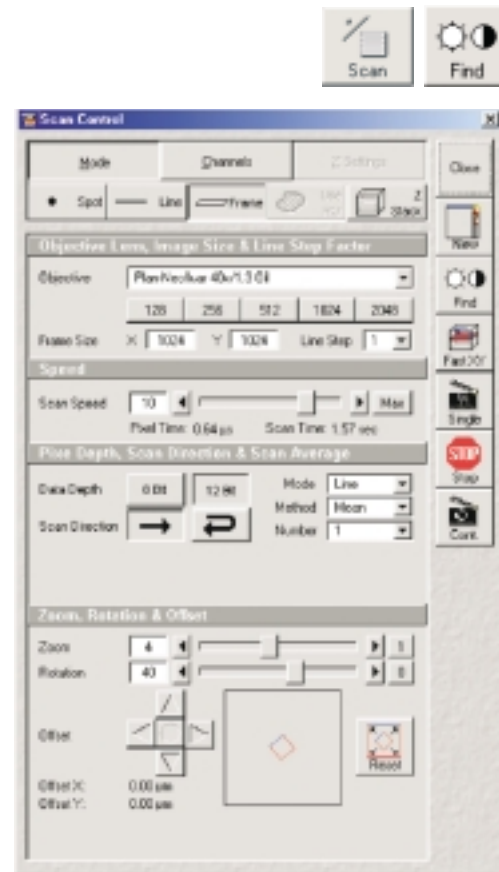 Scan Find
Scan Control
Mode Channels Z Settings Close
Spot Line Frame Z Stack
New
Objective Lens, Image Size & Line Step Factor
Objective Plan-Neofluar 40x/1.3 Oil
Find
128 256 512 1024 2048
Frame Size X 1024 Y 1024 Line Step 1
Fast XY
Speed
Scan Speed 10 Max
Single
Pixel Time: 0.64 µs Scan Time: 1.57 sec
Pixel Depth, Scan Direction & Scan Average
STOP
Stop
Data Depth 8 Bit 12 Bit Mode Line
Method Mean
Scan Direction Number 1
Cont.
Zoom, Rotation & Offset
Zoom 4 1
Rotation 40 0
Offset
Reset
Offset X: 0.00 µm
Offset Y: 0.00 µm